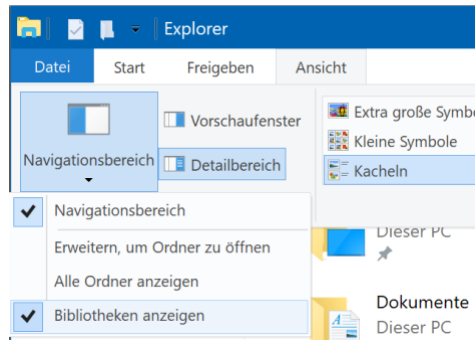 Explorer
Datei Start Freigeben Ansicht
Navigationsbereich
Vorschaufenster
Detailbereich
Extra große Symb
Kleine Symbole
Kacheln
Navigationsbereich
Erweitern, um Ordner zu öffnen
Alle Ordner anzeigen
Bibliotheken anzeigen
Dieser PC
Dokumente
Dieser PC